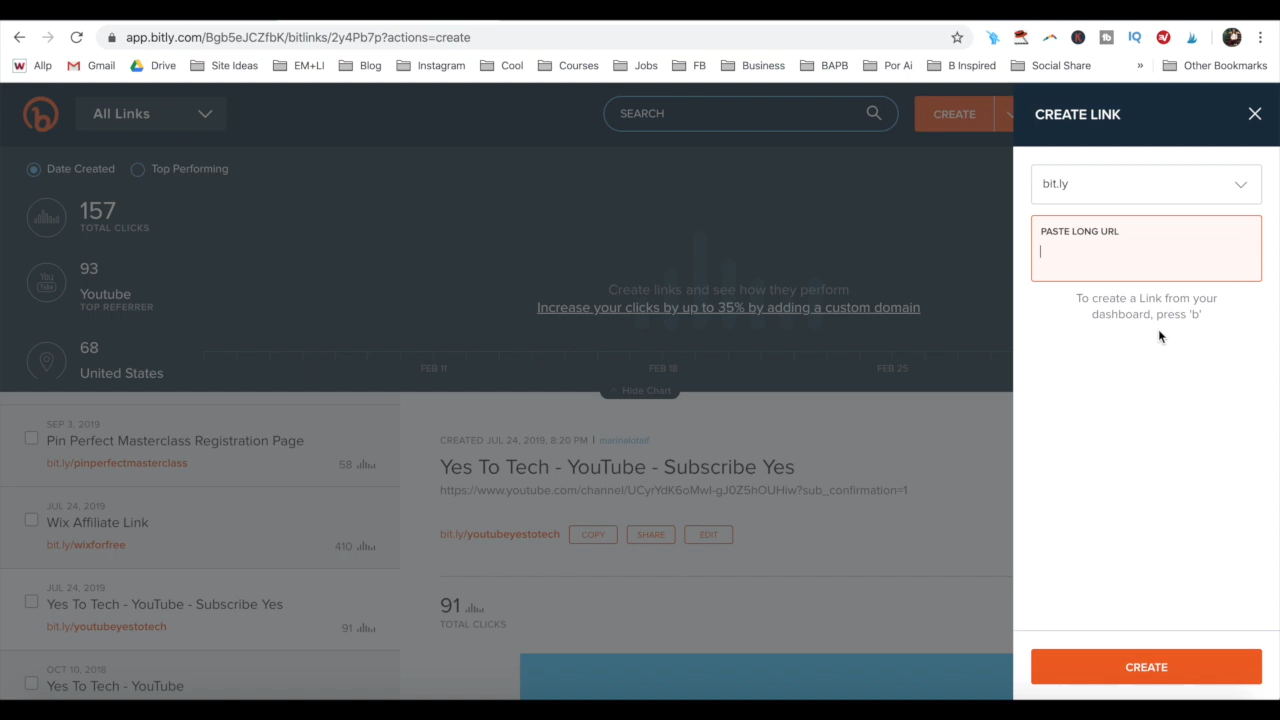 app.bitly.com/Bgb5eJCZfbK/bitlinks/2y4Pb7p?actions=create
Allp Gmail Drive Site Ideas EM+LI Blog Instagram Cool Courses Jobs FB Business BAPB Por Ai B Inspired Social Share » Other Bookmarks
All Links
SEARCH
CREATE
CREATE LINK
Date Created Top Performing
157
TOTAL CLICKS
93
Youtube
TOP REFERRER
68
United States
Create links and see how they perform
Increase your clicks by up to 35% by adding a custom domain
FEB 11 FEB 18 FEB 25
Hide Chart
SEP 3, 2019
Pin Perfect Masterclass Registration Page
bit.ly/pinperfectmasterclass 58
JUL 24, 2019
Wix Affiliate Link
bit.ly/wixforfree 410
JUL 24, 2019
Yes To Tech - YouTube - Subscribe Yes
bit.ly/youtubeyestotech 91
OCT 10, 2018
Yes To Tech - YouTube
CREATED JUL 24, 2019, 8:20 PM |
Yes To Tech - YouTube - Subscribe Yes
https://www.youtube.com/channel/UCyrYdK6oMwI-gJ0Z5hOUHiw?sub_confirmation=1
bit.ly/youtubeyestotech COPY SHARE EDIT
91
TOTAL CLICKS
bit.ly
PASTE LONG URL
To create a Link from your
dashboard, press 'b'
CREATE